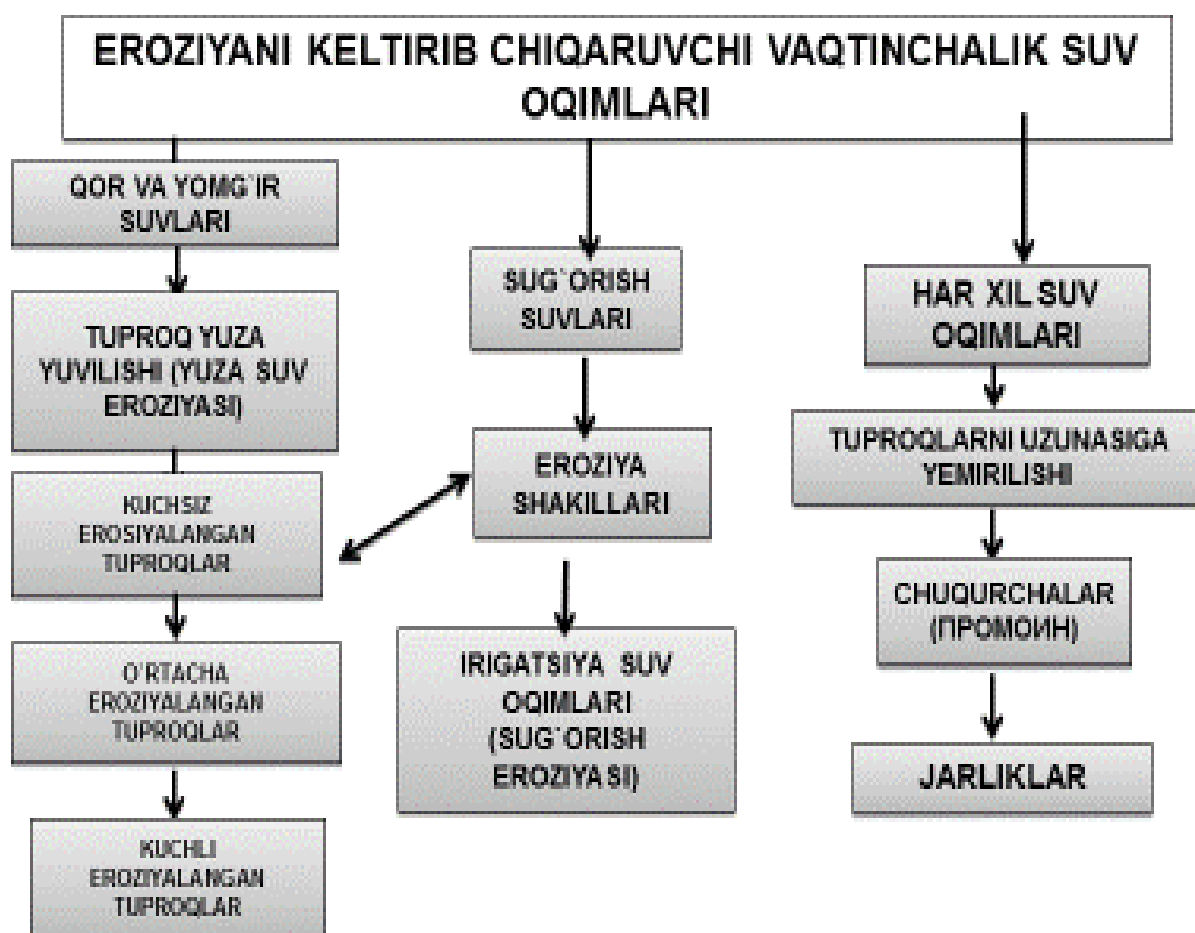 EROZIYANI KELTIRIB CHIQARUVCHI VAQTINCHALIK SUV
OQIMLARI
QOR VA YOMG`IR
SUVLARI
TUPROQ YUZA
YUVILISHI (YUZA SUV
EROZIYASI)
KUCHSIZ
EROSIYALANGAN
TUPROQLAR
O'RTACHA
EROZIYALANGAN
TUPROQLAR
KUCHLI
EROZIYALANGAN
TUPROQLAR
SUG`ORISH
SUVLARI
EROZIYA
SHAKILLARI
IRIGATSIYA SUV
OQIMLARI
(SUG`ORISH
EROZIYASI)
HAR XIL SUV
OQIMLARI
TUPROQLARNI UZUNASIGA
YEMIRILISHI
CHUQURCHALAR
(ПРОМОИН)
JARLIKLAR